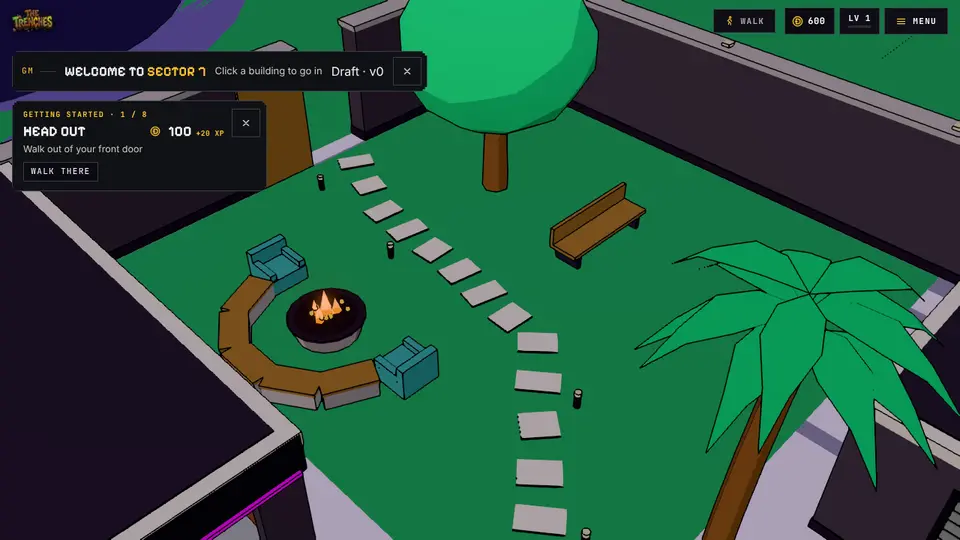 THE TRENCHES
WALK
600
LV 1
MENU
GM
WELCOME TO SECTOR 7
Click a building to go in
Draft · v0
GETTING STARTED · 1 / 8
HEAD OUT
100 +20 XP
Walk out of your front door
WALK THERE